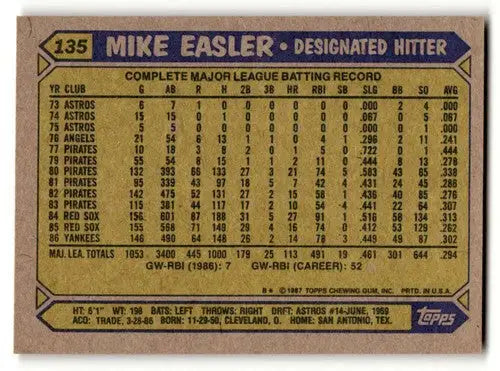 135 MIKE EASLER • DESIGNATED HITTER
COMPLETE MAJOR LEAGUE BATTING RECORD
YR CLUB G AB R H 2B 3B HR RBI SB SLG BB SO AVG
73 ASTROS 6 7 1 0 0 0 0 0 0 .000 2 4 .000
74 ASTROS 15 15 0 1 0 0 0 0 0 .067 0 5 .067
75 ASTROS 5 5 0 0 0 0 0 0 0 .000 0 1 .000
76 ANGELS 21 54 6 13 1 1 0 4 1 .296 2 11 .241
77 PIRATES 10 18 3 8 2 0 1 5 0 .722 0 2 .444
79 PIRATES 55 54 8 15 1 1 2 11 0 .444 8 13 .278
80 PIRATES 132 393 66 133 27 3 21 74 5 .583 43 65 .338
81 PIRATES 95 339 43 97 18 5 7 42 4 .431 24 45 .286
82 PIRATES 142 475 52 131 27 2 15 58 1 .436 40 85 .276
83 PIRATES 115 381 44 117 17 2 10 54 4 .441 22 64 .307
84 RED SOX 156 601 87 188 31 5 27 91 1 .516 58 134 .313
85 RED SOX 155 568 71 149 29 4 16 74 0 .412 53 129 .262
86 YANKEES 146 490 64 148 26 2 14 78 3 .449 49 87 .302
MAJ. LEA. TOTALS 1053 3400 445 1000 179 25 113 491 19 .461 301 644 .294
GW-RBI (1986): 7 GW-RBI (CAREER): 52
B* ©1987 TOPPS CHEWING GUM, INC. PRTD. IN U.S.A.
HT: 6'1" WT: 198 BATS: LEFT THROWS: RIGHT DRFT: ASTROS #14-JUNE, 1969
ACQ: TRADE, 3-28-86 BORN: 11-29-50, CLEVELAND, O. HOME: SAN ANTONIO, TEX.
Topps